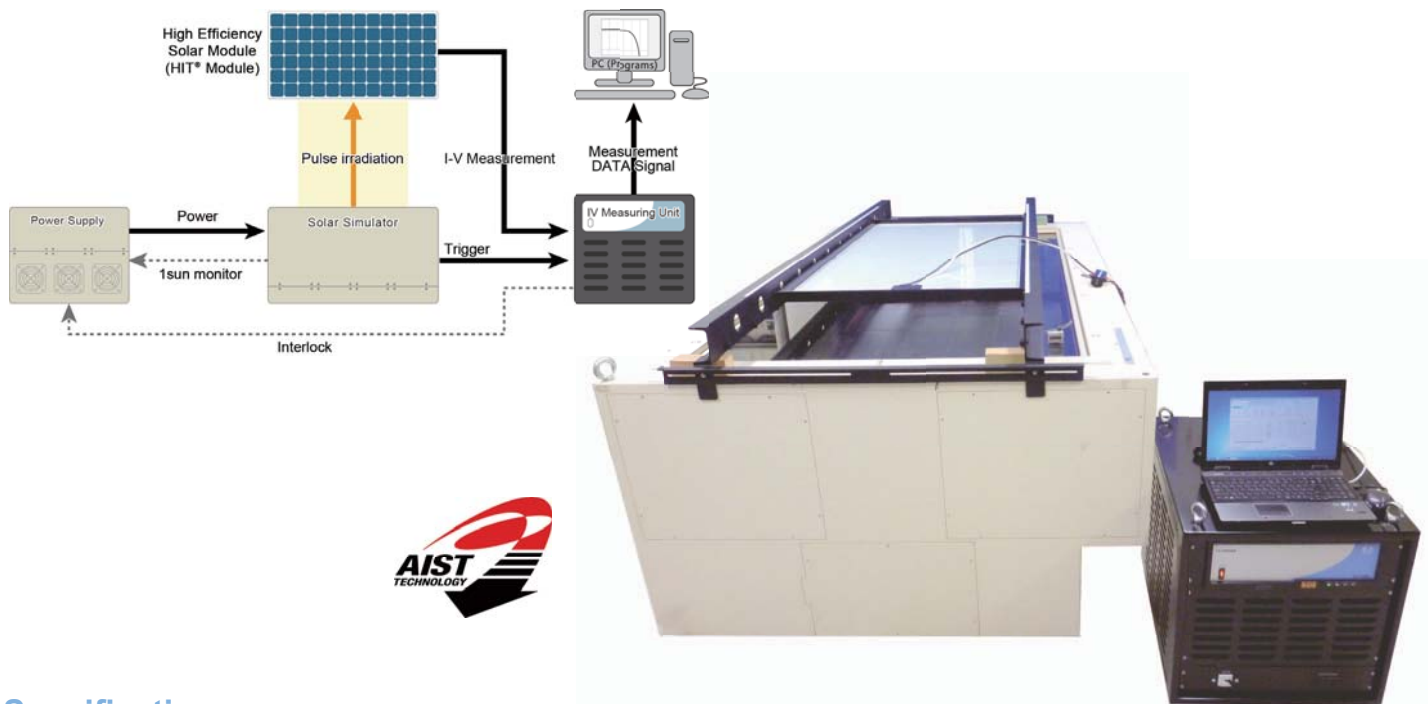 High Efficiency
Solar Module
(HIT® Module)
PC (Programs)
Pulse irradiation
I-V Measurement
Measurement
DATA Signal
Power Supply
Power
Solar Simulator
IV Measuring Unit
Trigger
1sun monitor
Interlock
AIST
TECHNOLOGY